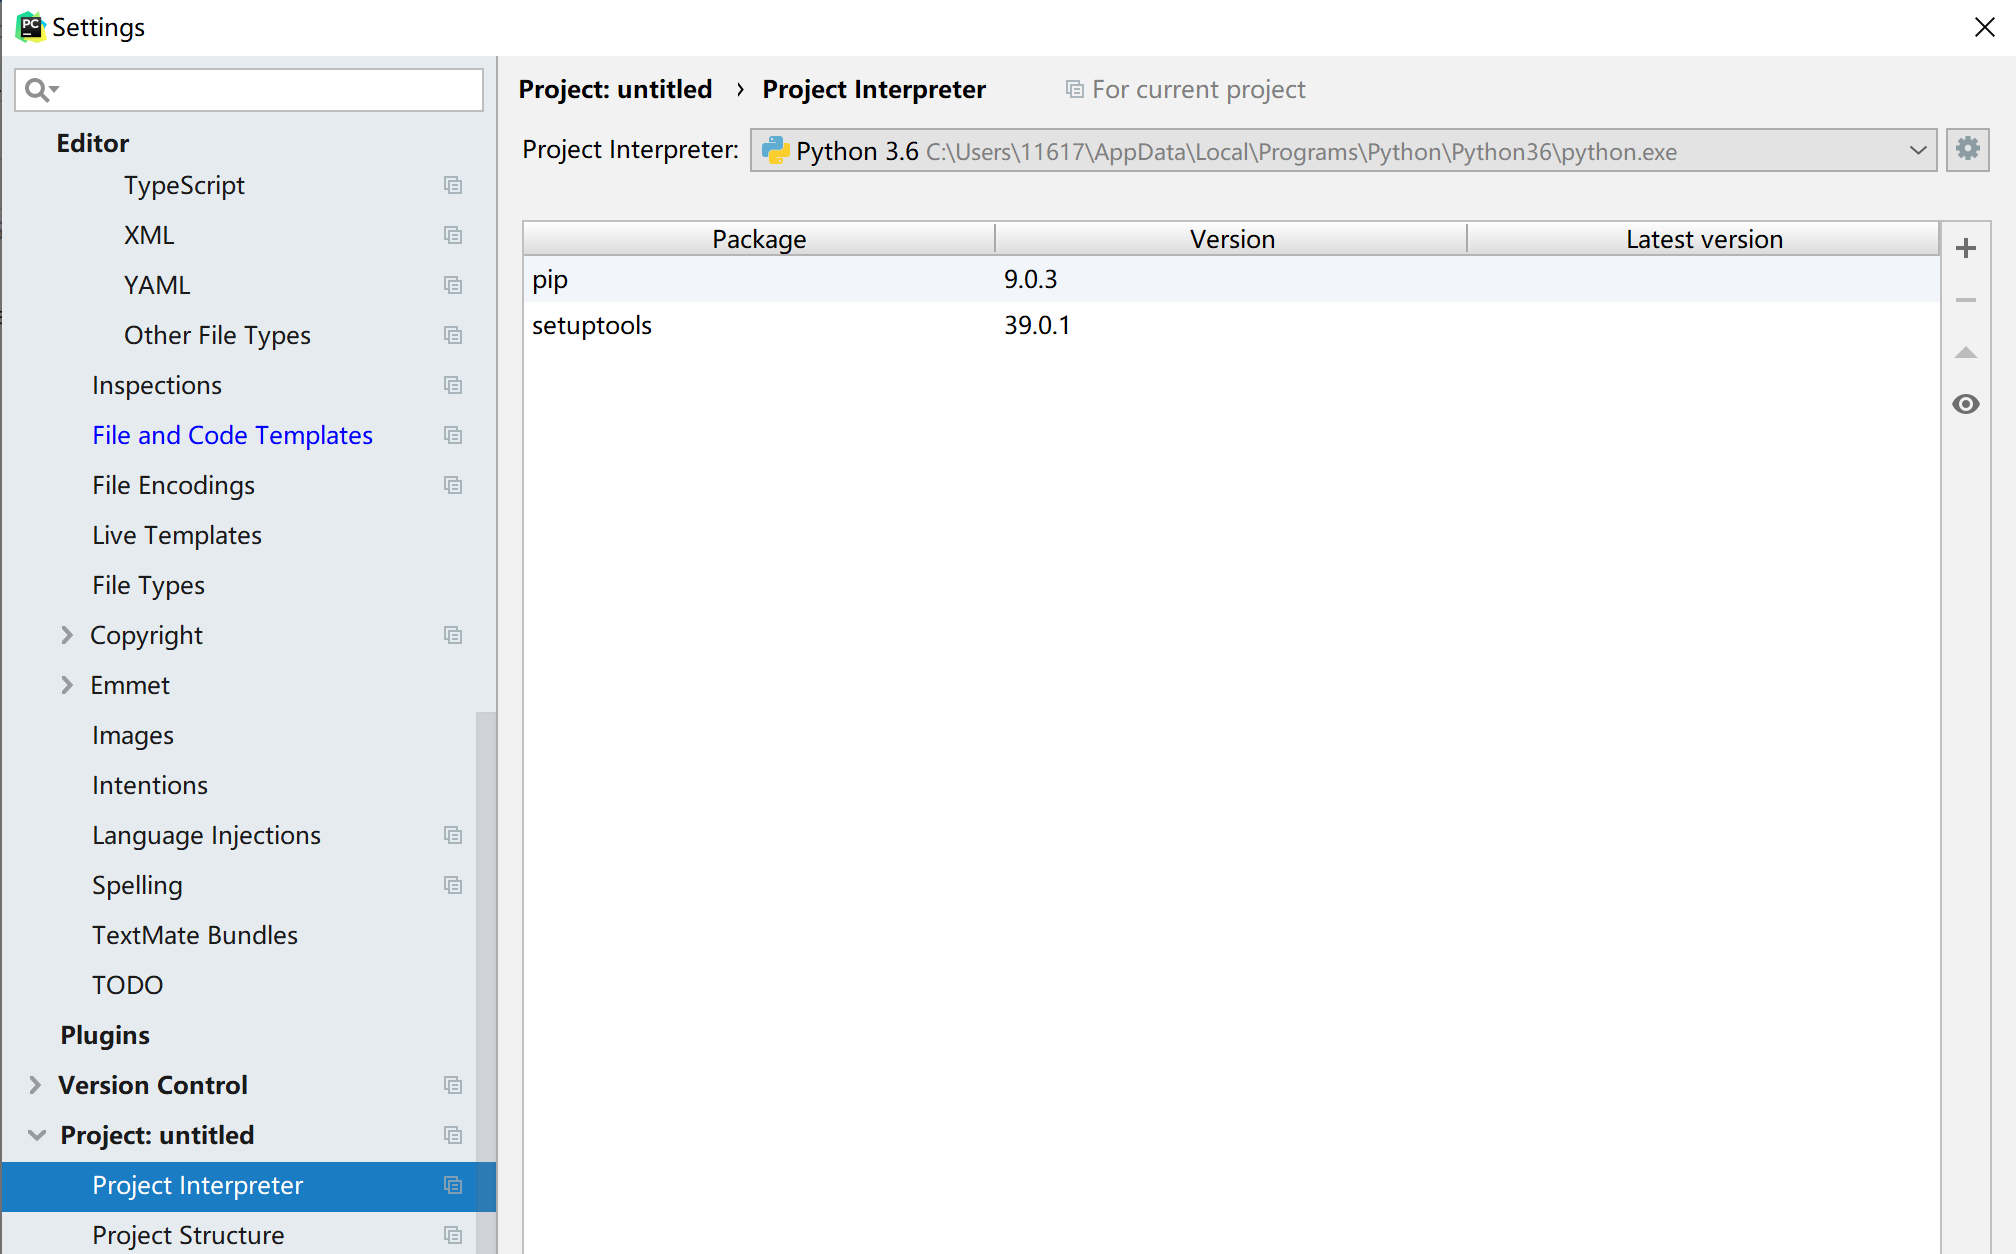 Settings
Editor
TypeScript
XML
YAML
Other File Types
Inspections
File and Code Templates
File Encodings
Live Templates
File Types
Copyright
Emmet
Images
Intentions
Language Injections
Spelling
TextMate Bundles
TODO
Plugins
Version Control
Project: untitled
Project Interpreter
Project Structure
Project: untitled › Project Interpreter For current project
Project Interpreter: Python 3.6 C:\Users\11617\AppData\Local\Programs\Python\Python36\python.exe
Package Version Latest version
pip 9.0.3
setuptools 39.0.1